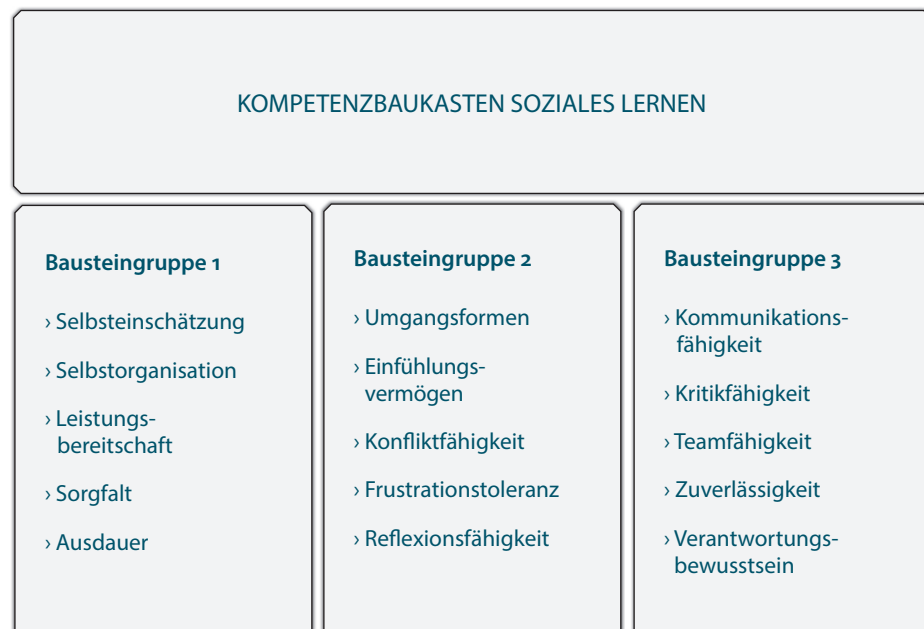 KOMPETENZBAUKASTEN SOZIALES LERNEN
Bausteingruppe 1
› Selbsteinschätzung
› Selbstorganisation
› Leistungs-
bereitschaft
› Sorgfalt
› Ausdauer
Bausteingruppe 2
› Umgangsformen
› Einfühlungs-
vermögen
› Konfliktfähigkeit
› Frustrationstoleranz
› Reflexionsfähigkeit
Bausteingruppe 3
› Kommunikations-
fähigkeit
› Kritikfähigkeit
› Teamfähigkeit
› Zuverlässigkeit
› Verantwortungs-
bewusstsein